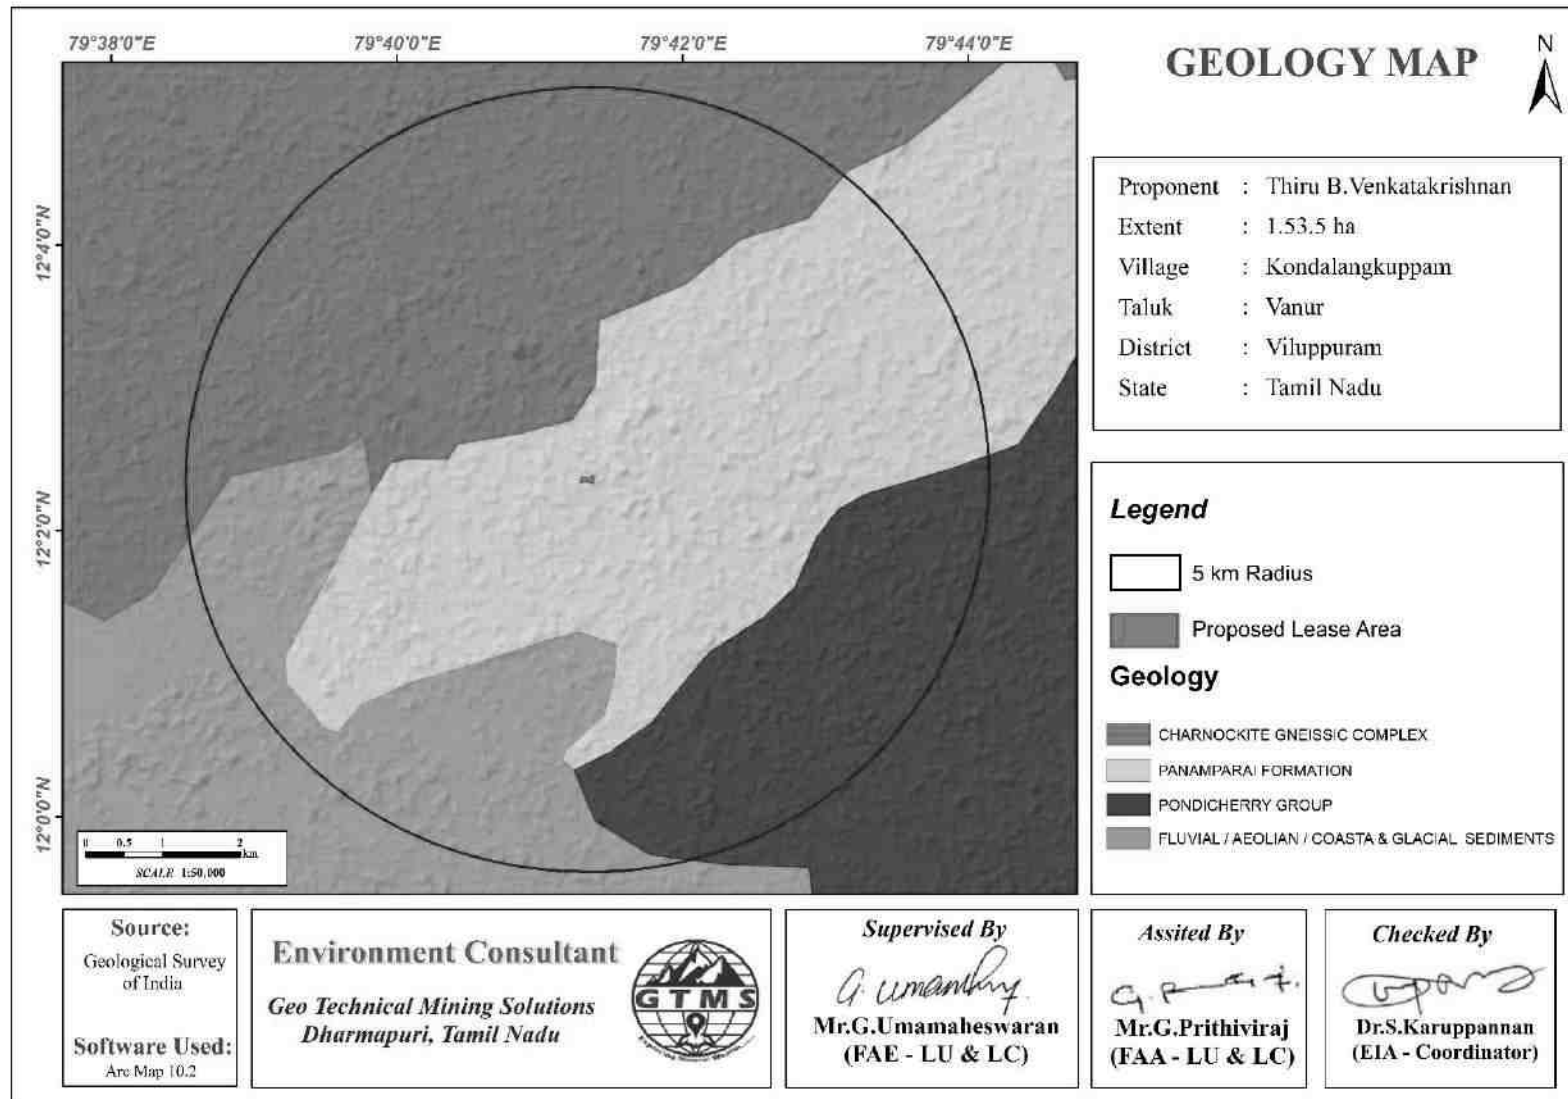 79°38'0"E
79°40'0"E
79°42'0"E
79°44'0"E
12°4'0"N
12°2'0"N
12°0'0"N
0 0.5 1 2
km
SCALE 1:50,000
GEOLOGY MAP
N
Proponent : Thiru B.Venkatakrishnan
Extent : 1.53.5 ha
Village : Kondalangkuppam
Taluk : Vanur
District : Viluppuram
State : Tamil Nadu
Legend
5 km Radius
Proposed Lease Area
Geology
CHARNOCKITE GNEISSIC COMPLEX
PANAMPARAI FORMATION
PONDICHERRY GROUP
FLUVIAL / AEOLIAN / COASTA & GLACIAL SEDIMENTS
Source:
Geological Survey
of India
Software Used:
Arc Map 10.2
Environment Consultant
Geo Technical Mining Solutions
Dharmapuri, Tamil Nadu
GTMS
Supervised By
Mr.G.Umamaheswaran
(FAE - LU & LC)
Assited By
Mr.G.Prithiviraj
(FAA - LU & LC)
Checked By
Dr.S.Karuppannan
(EIA - Coordinator)